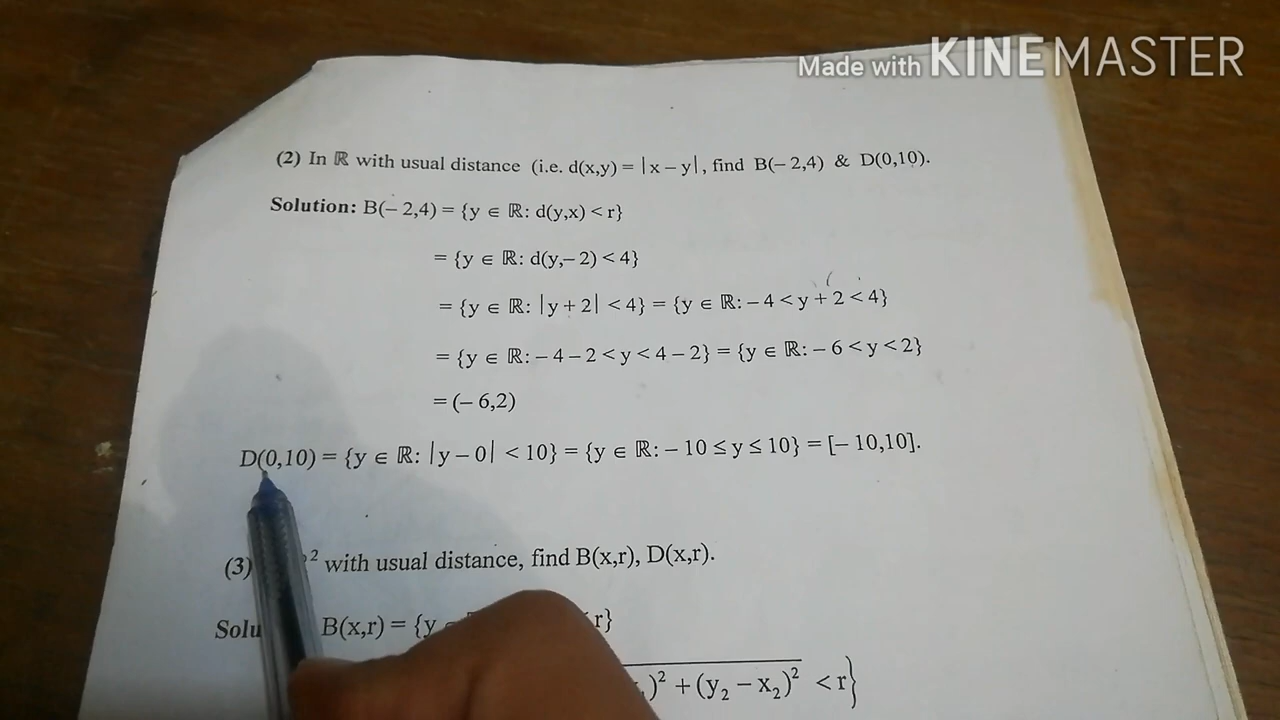 Made with KINEMASTER
(2) In ℝ with usual distance (i.e. d(x,y) = |x – y|, find B(– 2,4) & D(0,10).
Solution: B(– 2,4) = {y ∈ ℝ: d(y,x) < r}
= {y ∈ ℝ: d(y,– 2) < 4}
= {y ∈ ℝ: |y + 2| < 4} = {y ∈ ℝ: – 4 < y + 2 < 4}
= {y ∈ ℝ: – 4 – 2 < y < 4 – 2} = {y ∈ ℝ: – 6 < y < 2}
= (– 6,2)
D(0,10) = {y ∈ ℝ: |y – 0| < 10} = {y ∈ ℝ: – 10 ≤ y ≤ 10} = [– 10,10].
(3) ² with usual distance, find B(x,r), D(x,r).
B(x,r) = {y r}
)² + (y₂ – x₂)² < r}